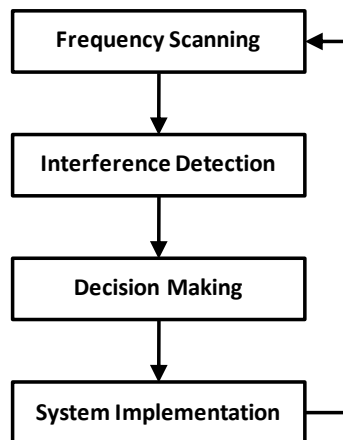 Frequency Scanning
Interference Detection
Decision Making
System Implementation